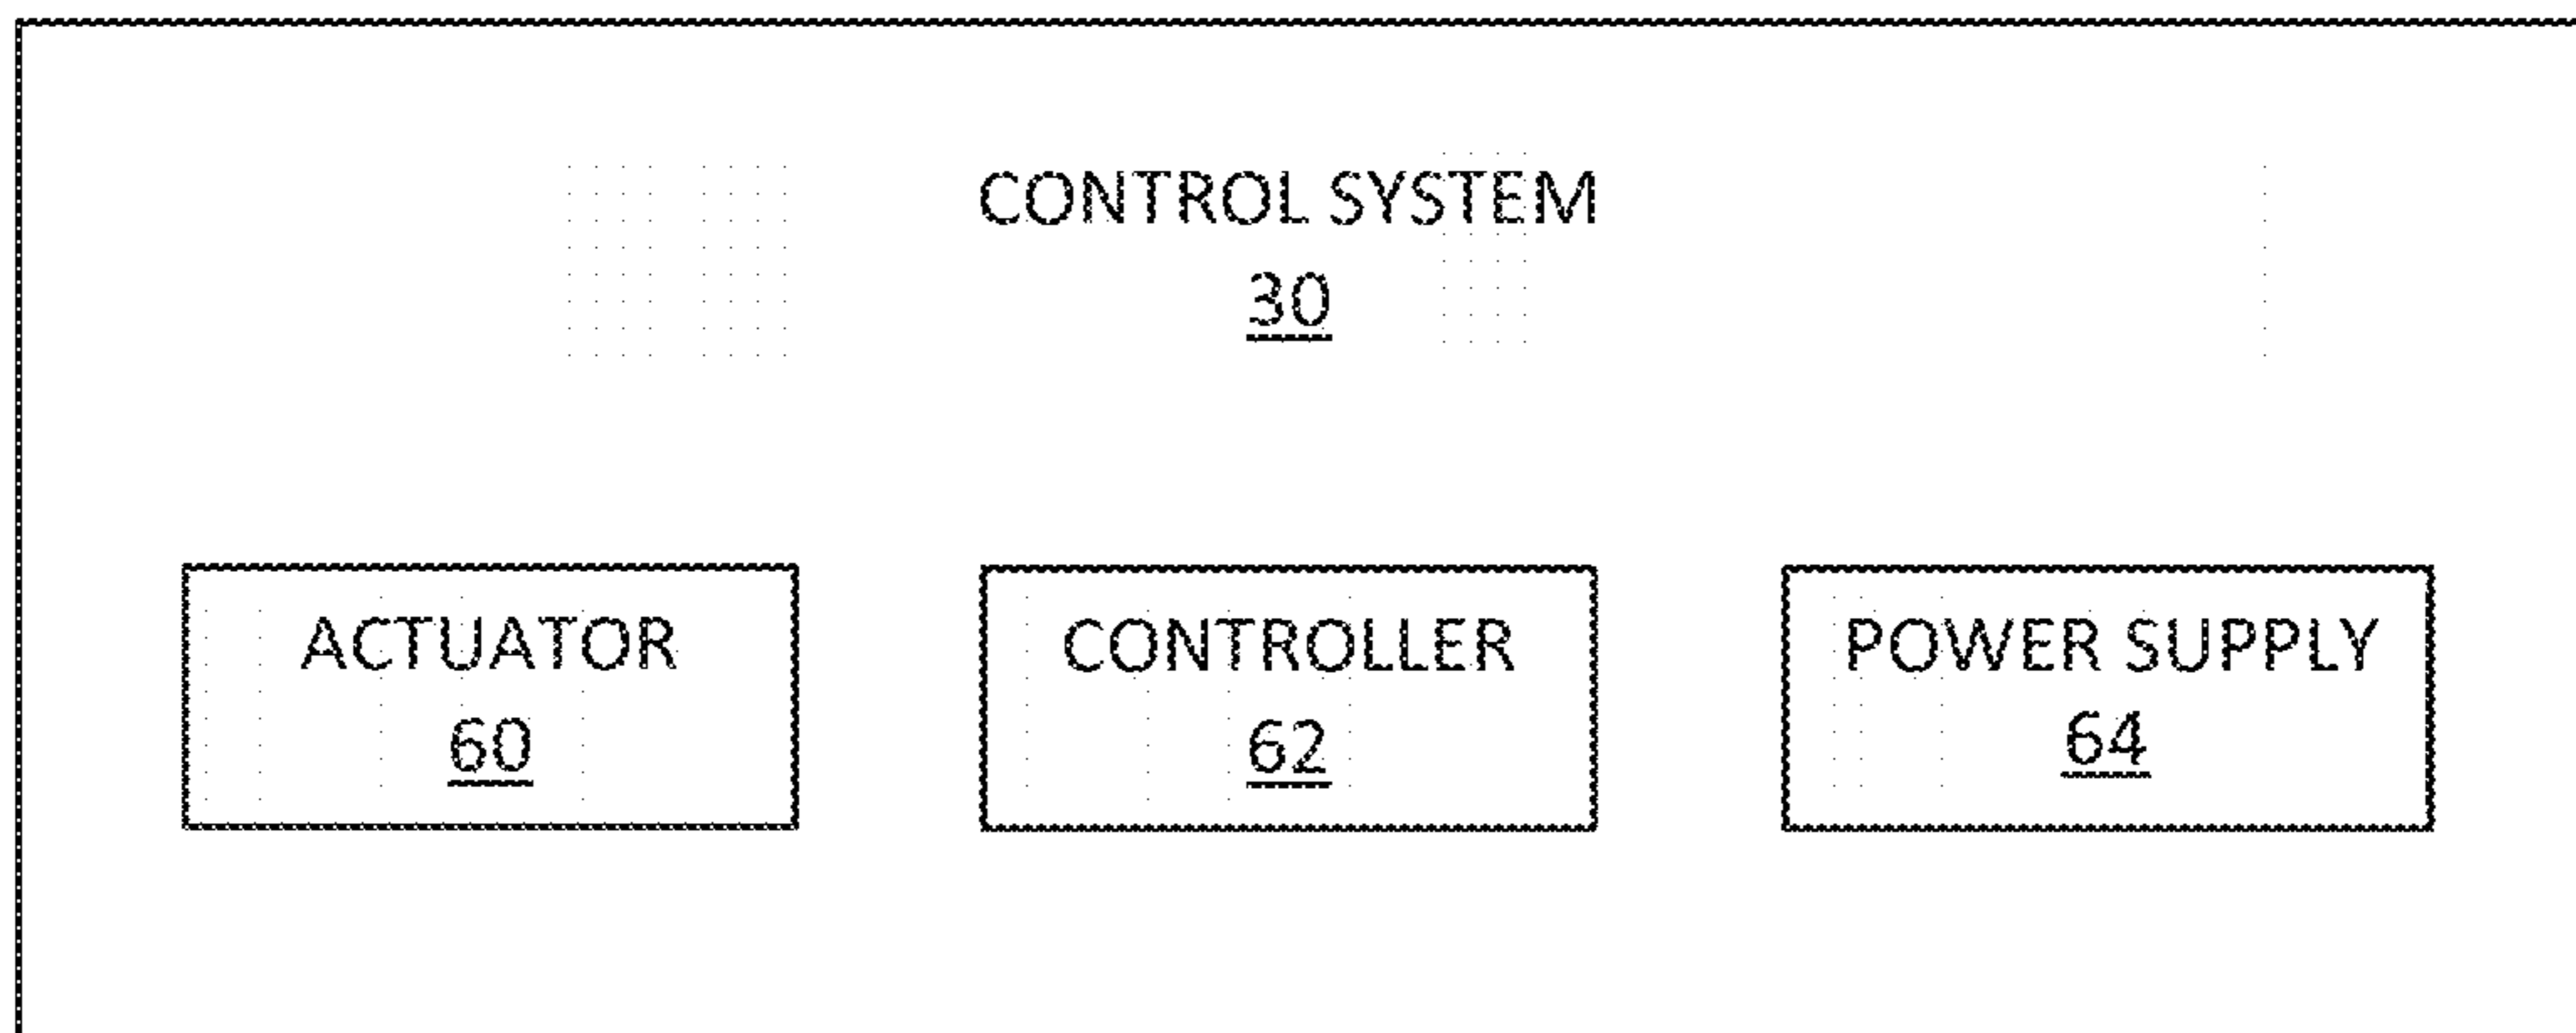 CONTROL SYSTEM
30
ACTUATOR
60
CONTROLLER
62
POWER SUPPLY
64